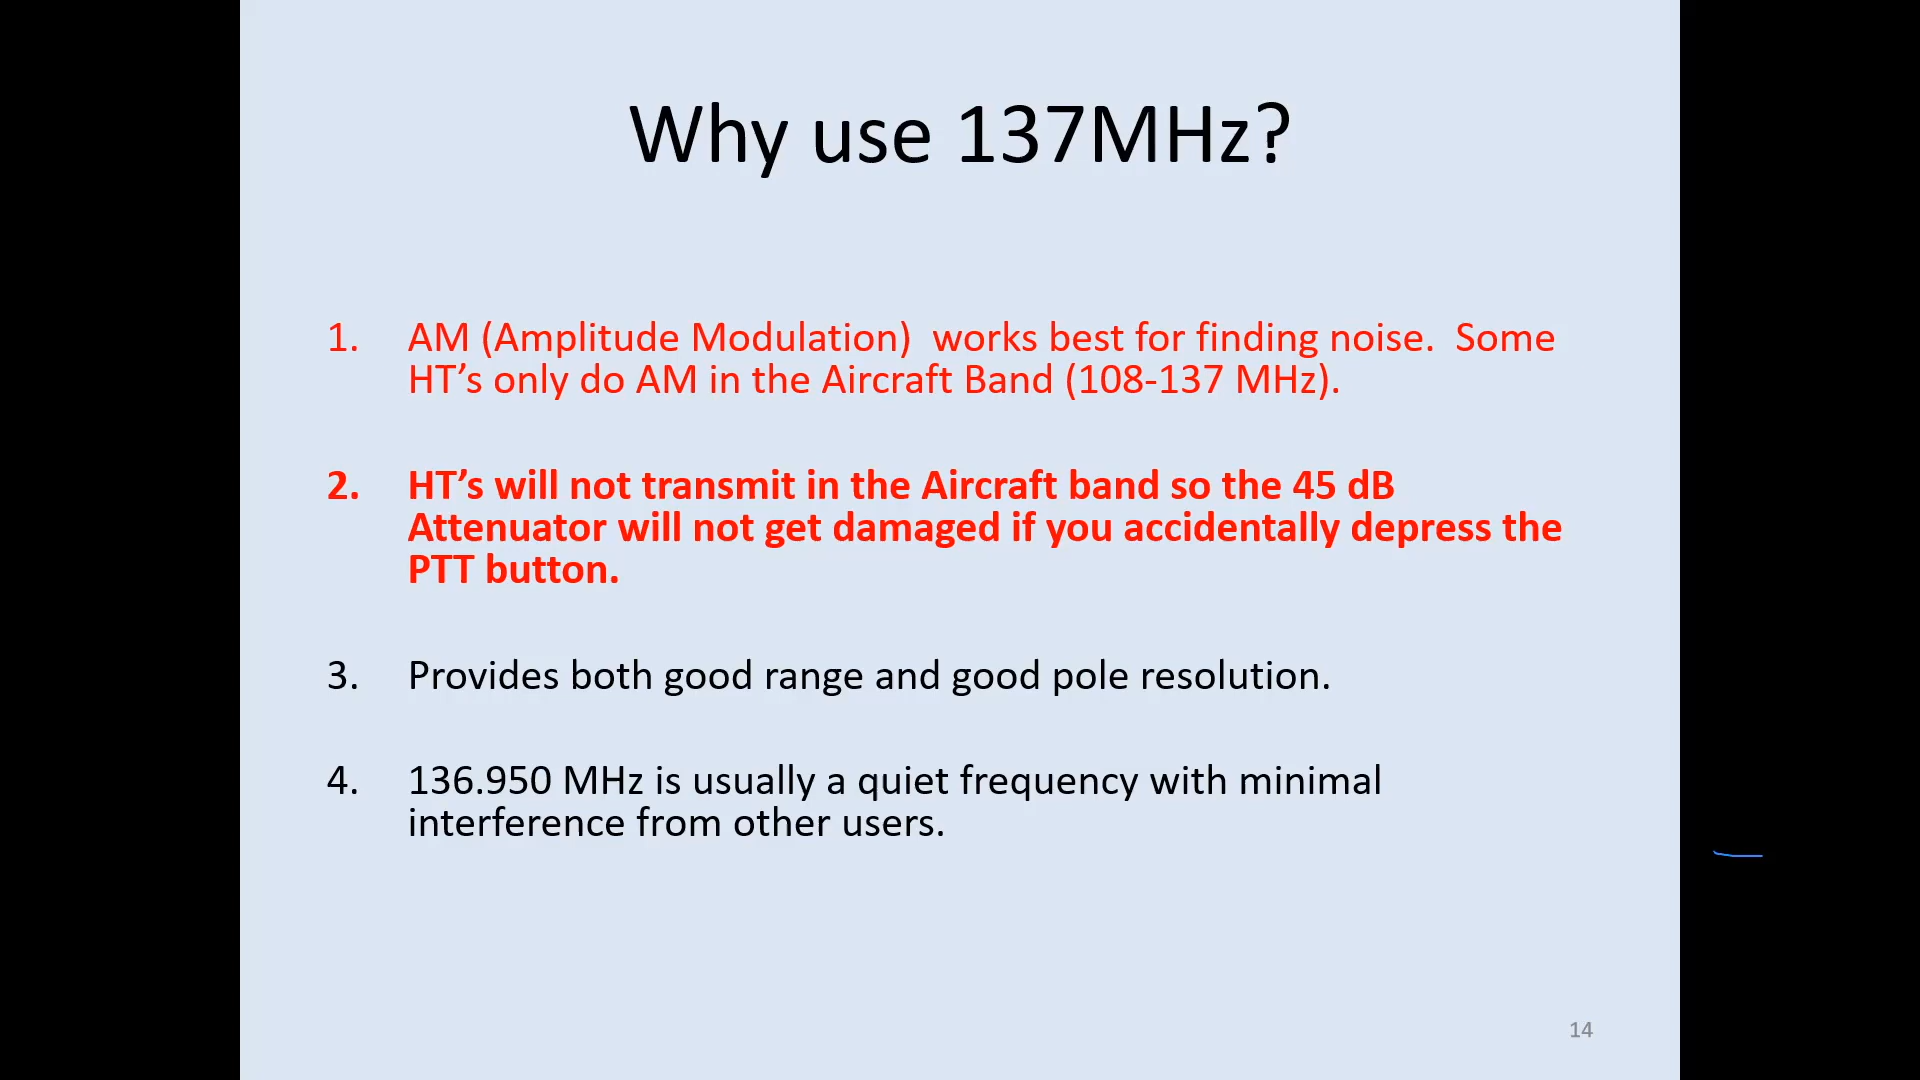 Why use 137MHz?
1. AM (Amplitude Modulation)  works best for finding noise.  Some
HT’s only do AM in the Aircraft Band (108-137 MHz).
2. HT’s will not transmit in the Aircraft band so the 45 dB
Attenuator will not get damaged if you accidentally depress the
PTT button.
3. Provides both good range and good pole resolution.
4. 136.950 MHz is usually a quiet frequency with minimal
interference from other users.
14